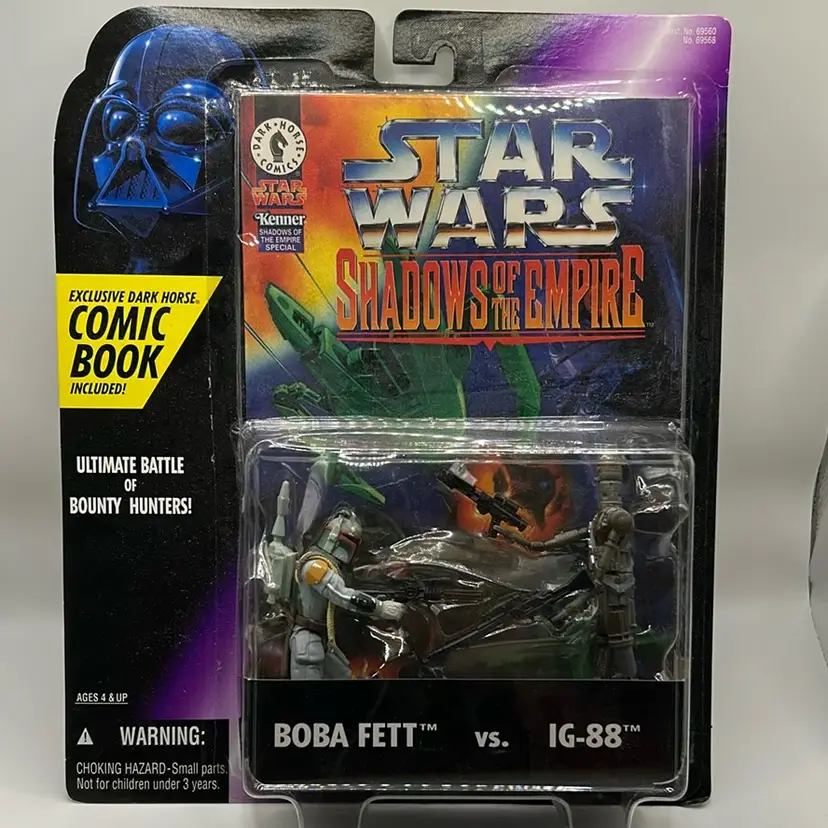 No. 69560
No. 69568
DARK HORSE
COMICS
STAR
WARS
Kenner
SHADOWS OF
THE EMPIRE
SPECIAL
STAR
WARS
SHADOWS OF THE EMPIRE™
EXCLUSIVE DARK HORSE®
COMIC
BOOK
INCLUDED!
ULTIMATE BATTLE
OF
BOUNTY HUNTERS!
AGES 4 & UP
WARNING:
CHOKING HAZARD-Small parts.
Not for children under 3 years.
BOBA FETT™ vs. IG-88™